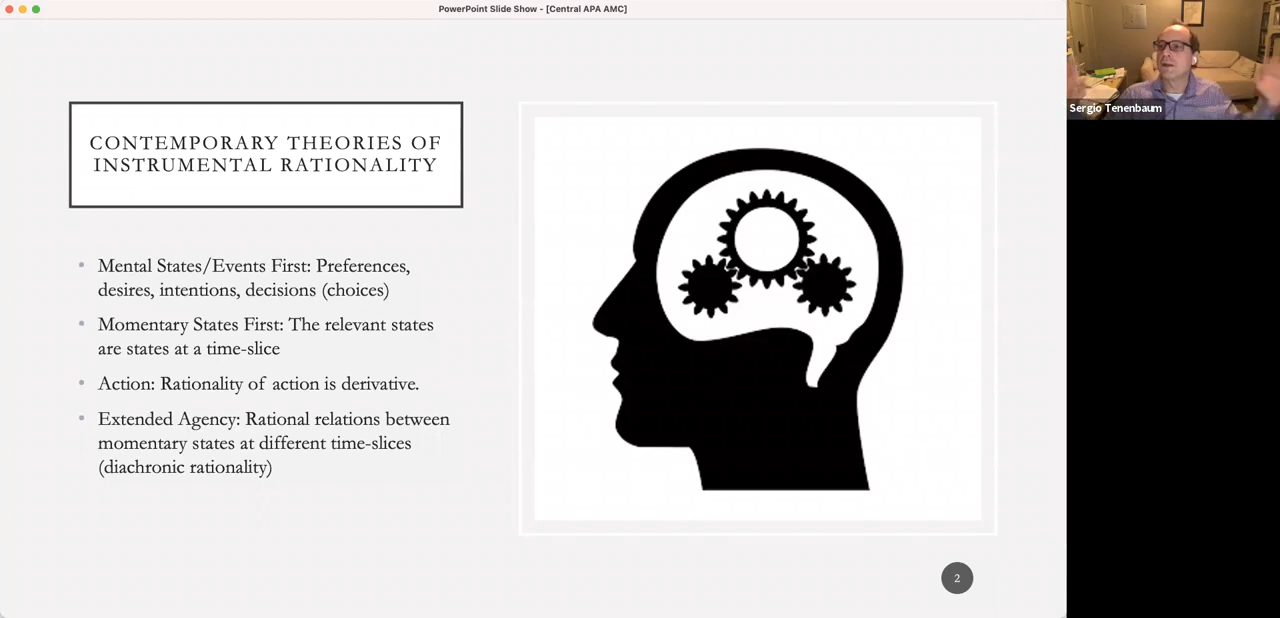 PowerPoint Slide Show - [Central APA AMC]
CONTEMPORARY THEORIES OF
INSTRUMENTAL RATIONALITY
• Mental States/Events First: Preferences,
desires, intentions, decisions (choices)
• Momentary States First: The relevant states
are states at a time-slice
• Action: Rationality of action is derivative.
• Extended Agency: Rational relations between
momentary states at different time-slices
(diachronic rationality)
2
Sergio Tenenbaum